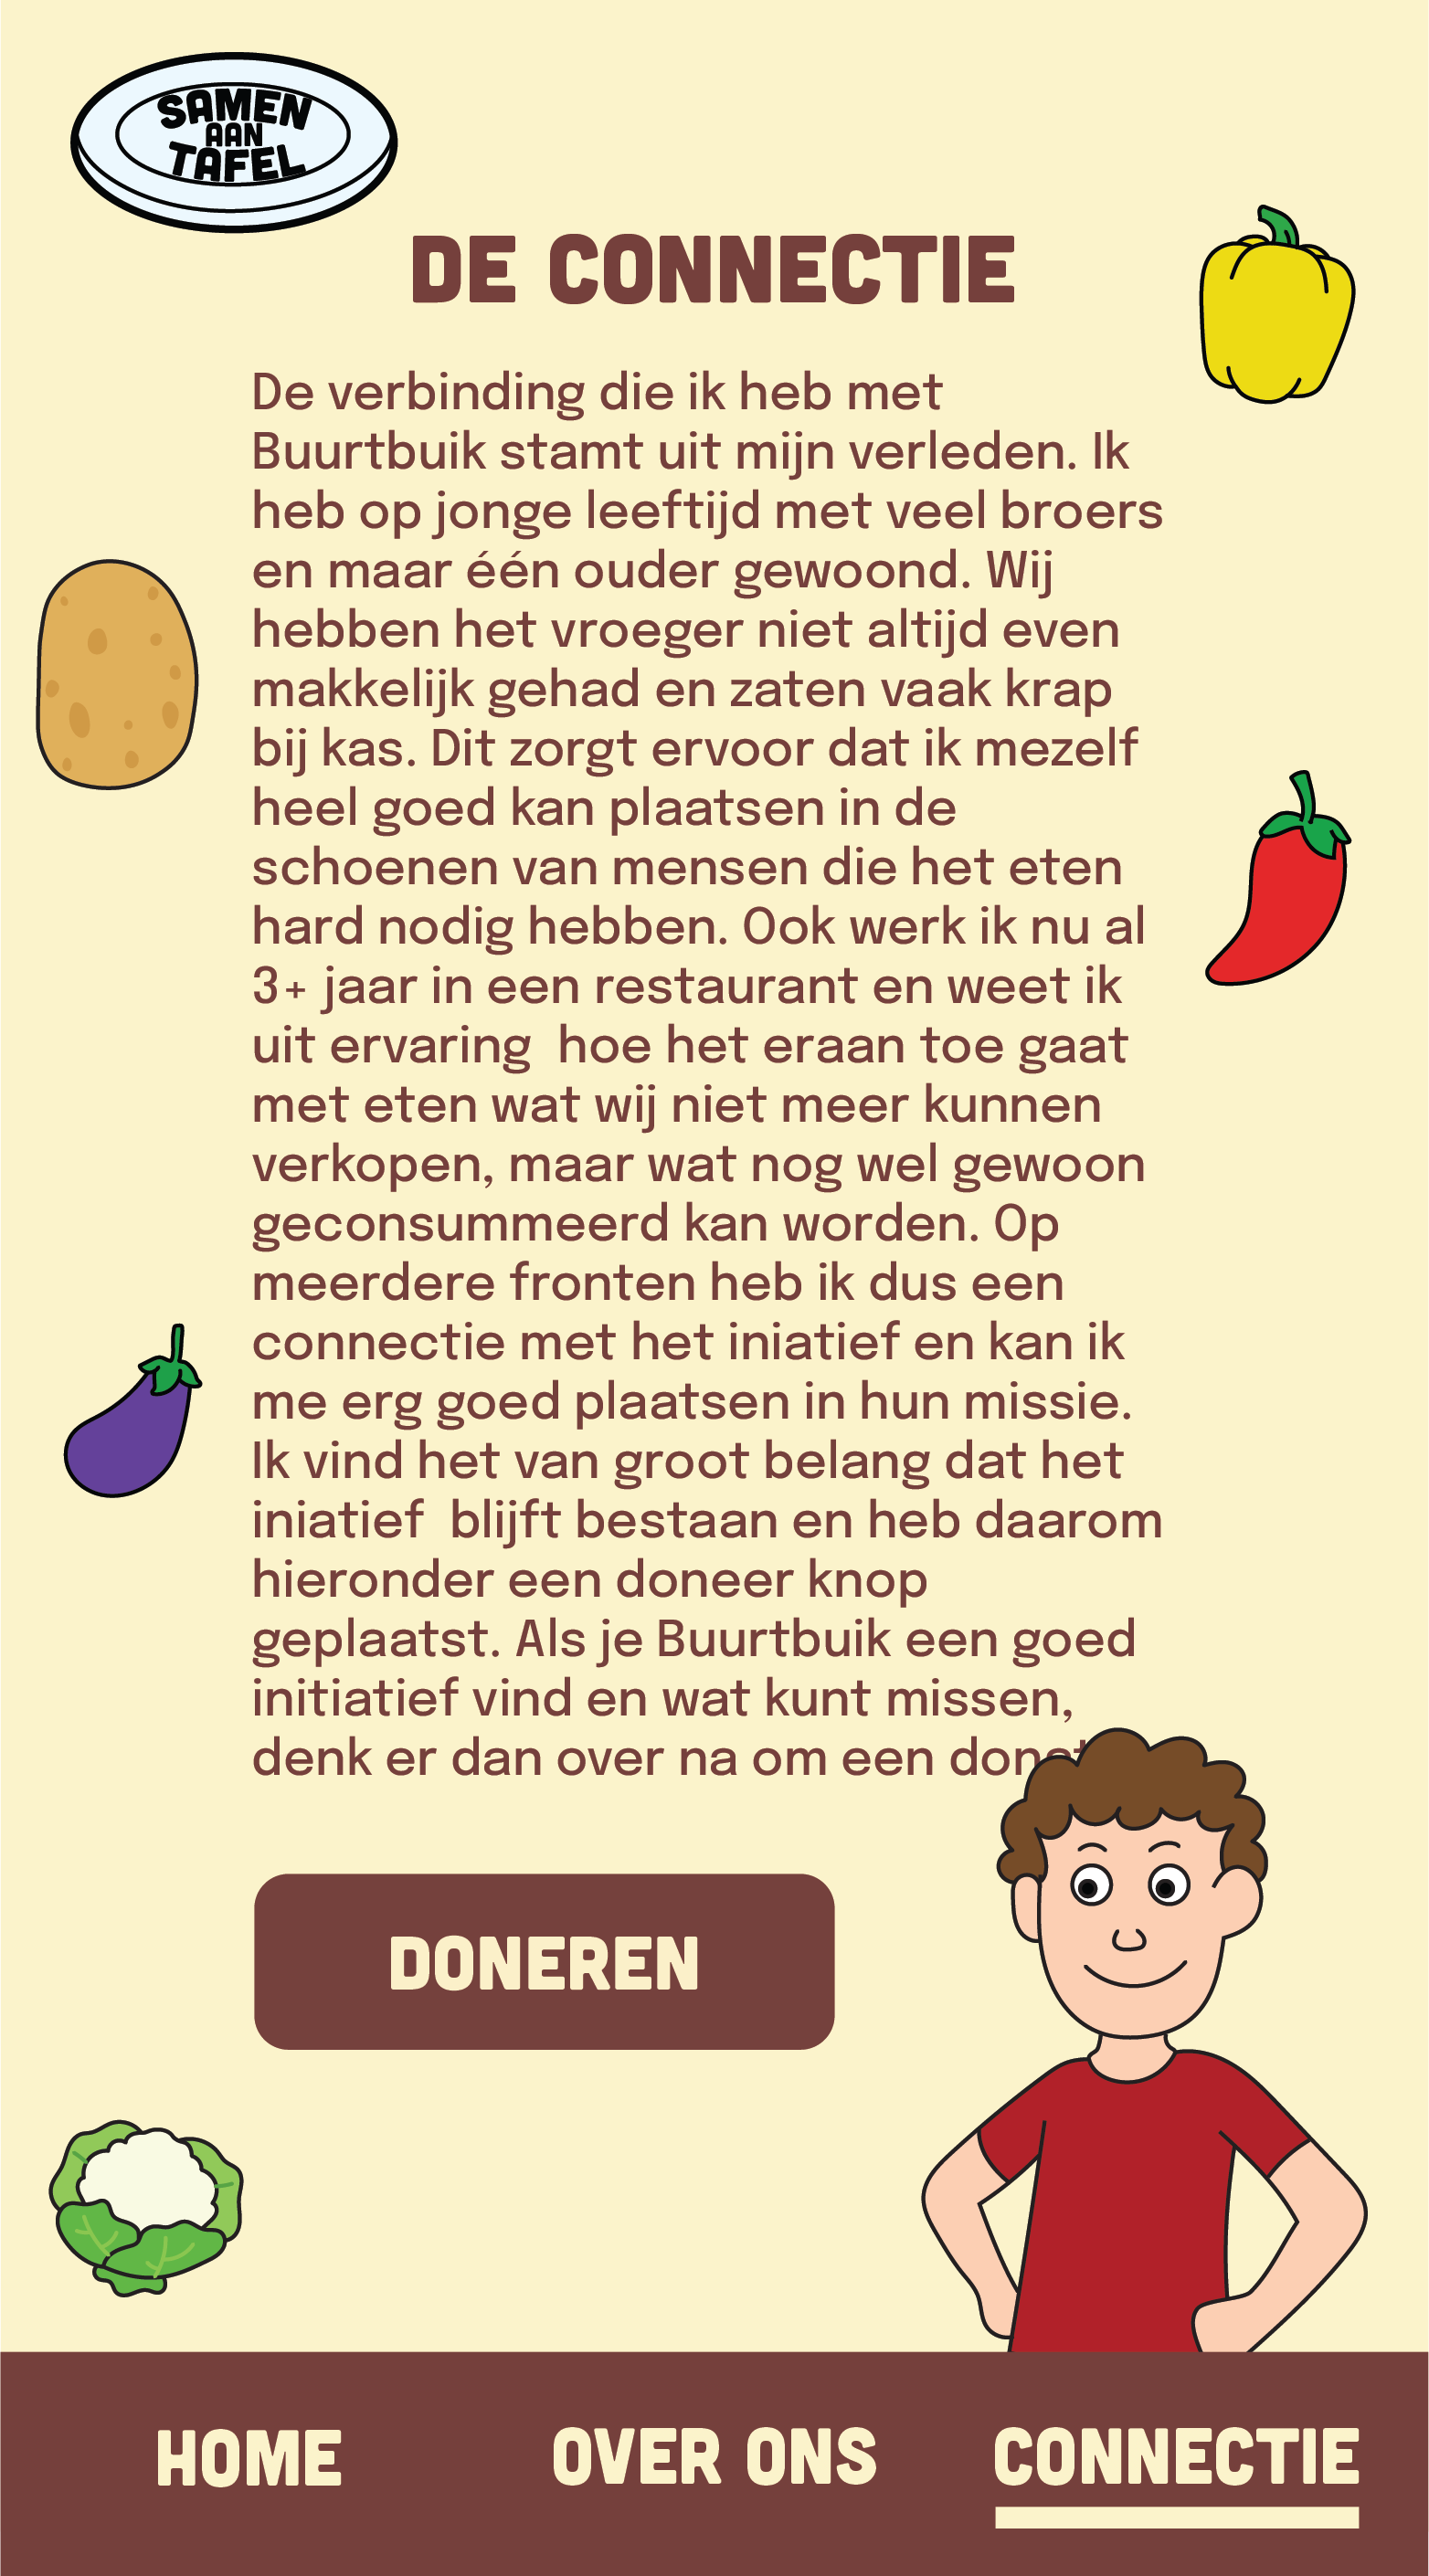 SAMEN
AAN
TAFEL
DE CONNECTIE
De verbinding die ik heb met
Buurtbuik stamt uit mijn verleden. Ik
heb op jonge leeftijd met veel broers
en maar één ouder gewoond. Wij
hebben het vroeger niet altijd even
makkelijk gehad en zaten vaak krap
bij kas. Dit zorgt ervoor dat ik mezelf
heel goed kan plaatsen in de
schoenen van mensen die het eten
hard nodig hebben. Ook werk ik nu al
3+ jaar in een restaurant en weet ik
uit ervaring  hoe het eraan toe gaat
met eten wat wij niet meer kunnen
verkopen, maar wat nog wel gewoon
geconsummeerd kan worden. Op
meerdere fronten heb ik dus een
connectie met het iniatief en kan ik
me erg goed plaatsen in hun missie.
Ik vind het van groot belang dat het
iniatief  blijft bestaan en heb daarom
hieronder een doneer knop
geplaatst. Als je Buurtbuik een goed
initiatief vind en wat kunt missen,
denk er dan over na om een
DONEREN
HOME OVER ONS CONNECTIE